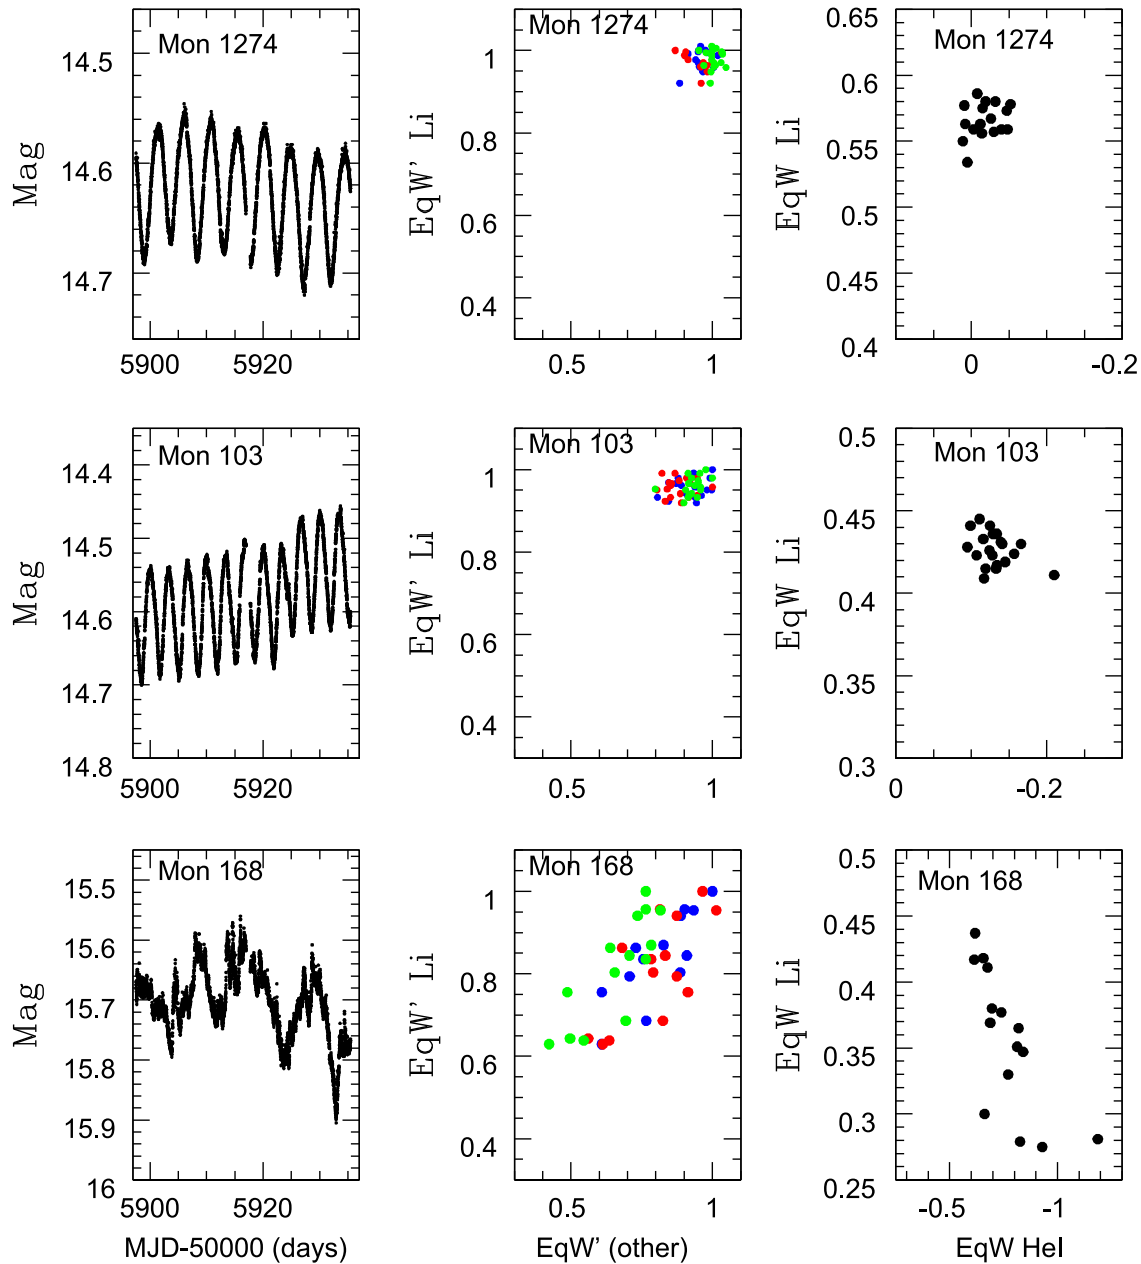 Mon 1274
14.5
14.6
14.7
Mag
5900
5920
Mon 1274
1
0.8
0.6
0.4
EqW' Li
0.5
1
Mon 1274
0.65
0.6
0.55
0.5
0.45
0.4
EqW Li
0
-0.2
Mon 103
14.4
14.5
14.6
14.7
14.8
Mag
5900
5920
Mon 103
1
0.8
0.6
0.4
EqW' Li
0.5
1
Mon 103
0.5
0.45
0.4
0.35
0.3
EqW Li
0
-0.2
Mon 168
15.5
15.6
15.7
15.8
15.9
16
Mag
5900
5920
MJD-50000 (days)
Mon 168
1
0.8
0.6
0.4
EqW' Li
0.5
1
EqW' (other)
Mon 168
0.5
0.45
0.4
0.35
0.3
0.25
EqW Li
-0.5
-1
EqW HeI